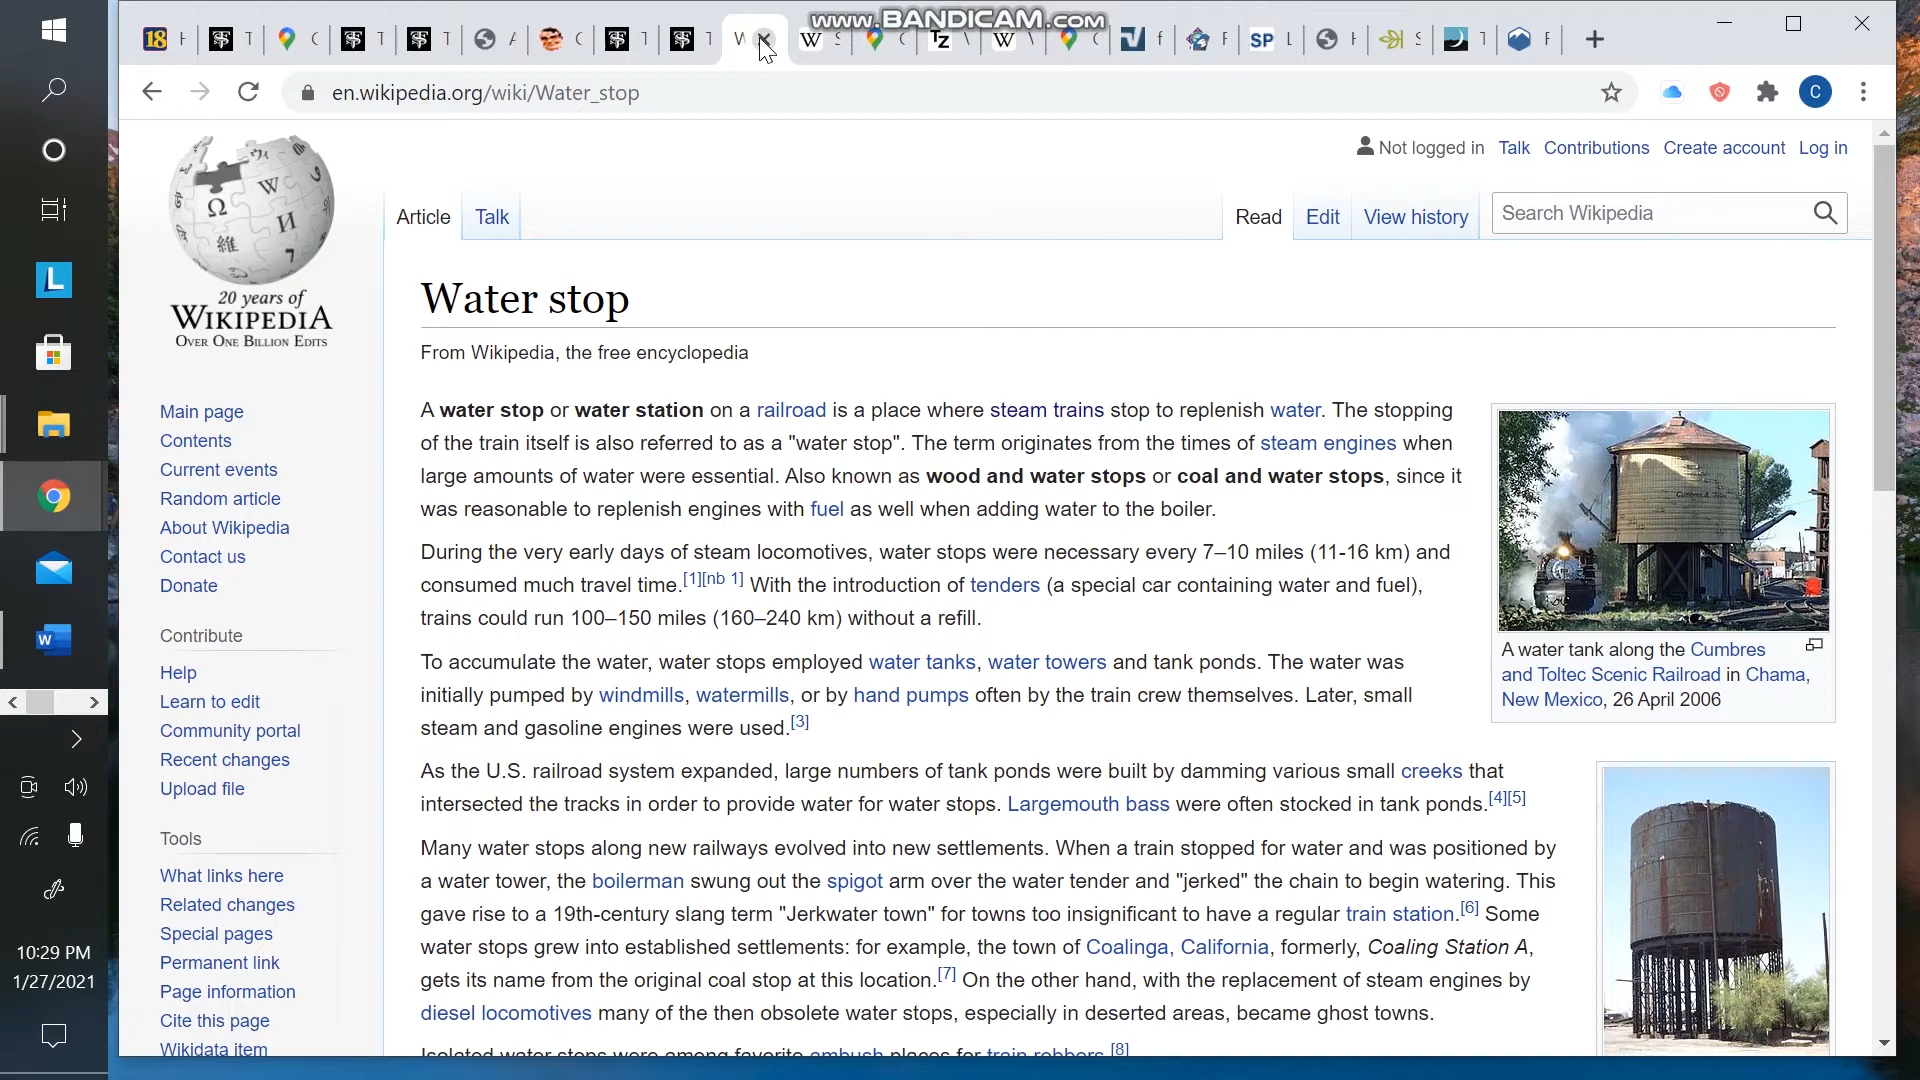 www.BANDICAM.com
18
TZ
SP
en.wikipedia.org/wiki/Water_stop
C
Not logged in Talk Contributions Create account Log in
Article Talk Read Edit View history Search Wikipedia
20 years of
WIKIPEDIA
OVER ONE BILLION EDITS
Main page
Contents
Current events
Random article
About Wikipedia
Contact us
Donate
Contribute
Help
Learn to edit
Community portal
Recent changes
Upload file
Tools
What links here
Related changes
Special pages
Permanent link
Page information
Cite this page
Wikidata item
Water stop
From Wikipedia, the free encyclopedia
A water stop or water station on a railroad is a place where steam trains stop to replenish water. The stopping
of the train itself is also referred to as a "water stop". The term originates from the times of steam engines when
large amounts of water were essential. Also known as wood and water stops or coal and water stops, since it
was reasonable to replenish engines with fuel as well when adding water to the boiler.
During the very early days of steam locomotives, water stops were necessary every 7–10 miles (11-16 km) and
consumed much travel time.[1][nb 1] With the introduction of tenders (a special car containing water and fuel),
trains could run 100–150 miles (160–240 km) without a refill.
To accumulate the water, water stops employed water tanks, water towers and tank ponds. The water was
initially pumped by windmills, watermills, or by hand pumps often by the train crew themselves. Later, small
steam and gasoline engines were used.[3]
As the U.S. railroad system expanded, large numbers of tank ponds were built by damming various small creeks that
intersected the tracks in order to provide water for water stops. Largemouth bass were often stocked in tank ponds.[4][5]
Many water stops along new railways evolved into new settlements. When a train stopped for water and was positioned by
a water tower, the boilerman swung out the spigot arm over the water tender and "jerked" the chain to begin watering. This
gave rise to a 19th-century slang term "Jerkwater town" for towns too insignificant to have a regular train station.[6] Some
water stops grew into established settlements: for example, the town of Coalinga, California, formerly, Coaling Station A,
gets its name from the original coal stop at this location.[7] On the other hand, with the replacement of steam engines by
diesel locomotives many of the then obsolete water stops, especially in deserted areas, became ghost towns.
Isolated water stops were among favorite ambush places for train robbers.[8]
A water tank along the Cumbres
and Toltec Scenic Railroad in Chama,
New Mexico, 26 April 2006
10:29 PM
1/27/2021